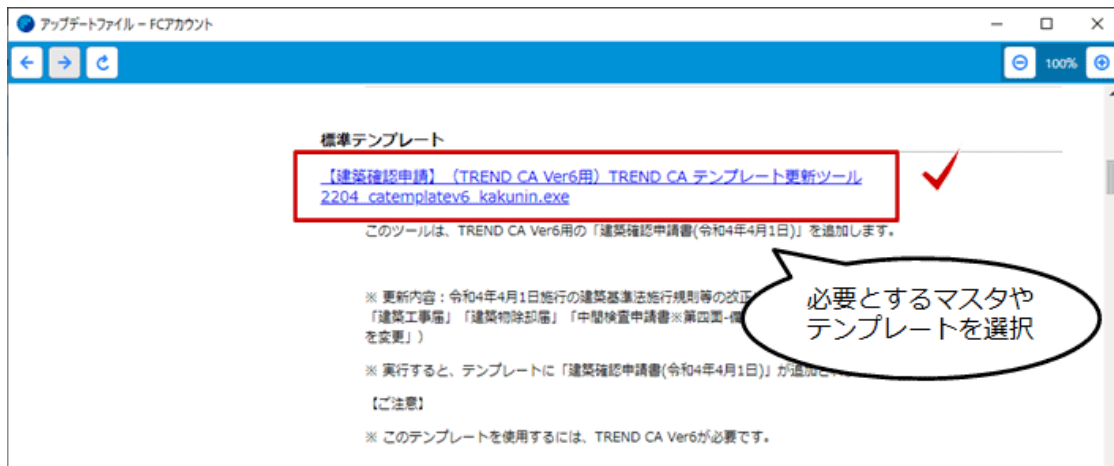 アップデートファイル - FCアカウント
100%
標準テンプレート
【建築確認申請】（TREND CA Ver6用）TREND CA テンプレート更新ツール
2204_catemplatev6_kakunin.exe
このツールは、TREND CA Ver6用の「建築確認申請書(令和4年4月1日)」を追加します。
※ 更新内容：令和4年4月1日施行の建築基準法施行規則等の改正
「建築工事届」「建築物除却届」「中間検査申請書※第四面-備
を変更」）
必要とするマスタや
テンプレートを選択
※ 実行すると、テンプレートに「建築確認申請書(令和4年4月1日)」が追加され
【ご注意】
※ このテンプレートを使用するには、TREND CA Ver6が必要です。